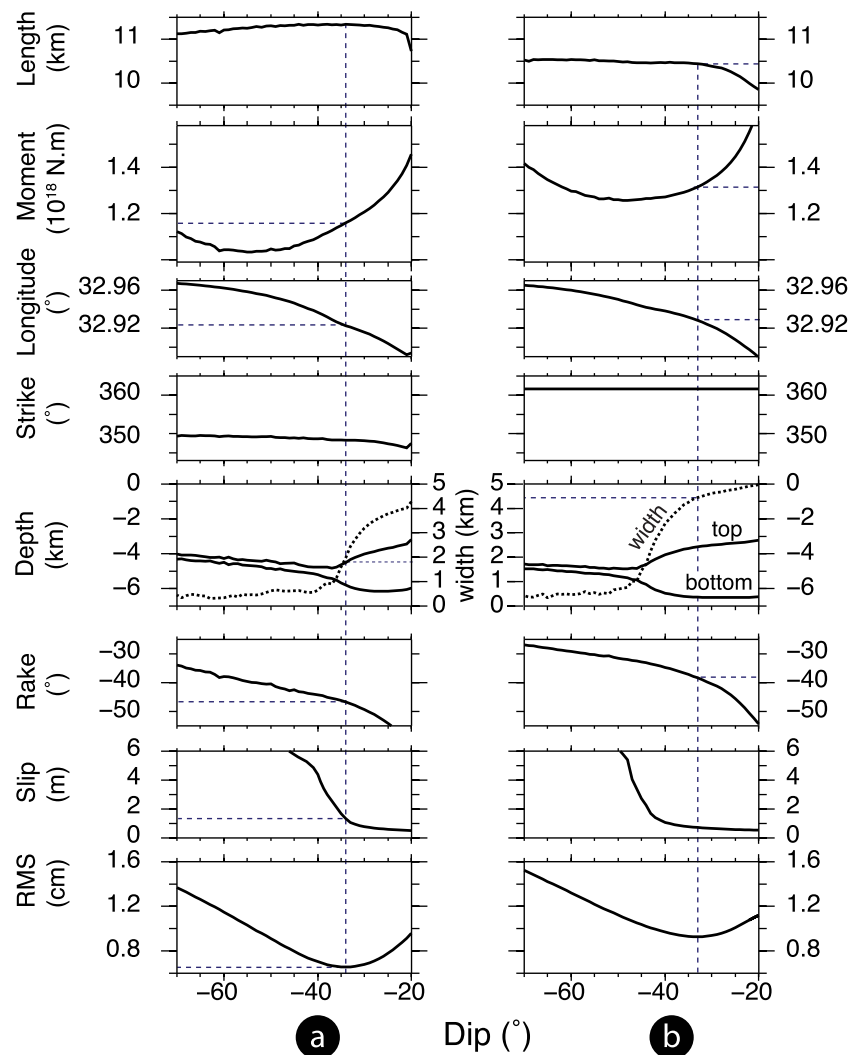 Length
(km)
11
10
11
10
Moment
(10¹⁸ N.m)
1.4
1.2
1.4
1.2
Longitude
(°)
32.96
32.92
32.96
32.92
Strike
(°)
360
350
360
350
Depth
(km)
0
−2
−4
−6
5
4
3
2
1
0
width (km)
5
4
3
2
1
0
width
top
bottom
0
−2
−4
−6
Rake
(°)
−30
−40
−50
−30
−40
−50
Slip
(m)
6
4
2
0
6
4
2
0
RMS
(cm)
1.6
1.2
0.8
1.6
1.2
0.8
−60 −40 −20
−60 −40 −20
a Dip (°) b